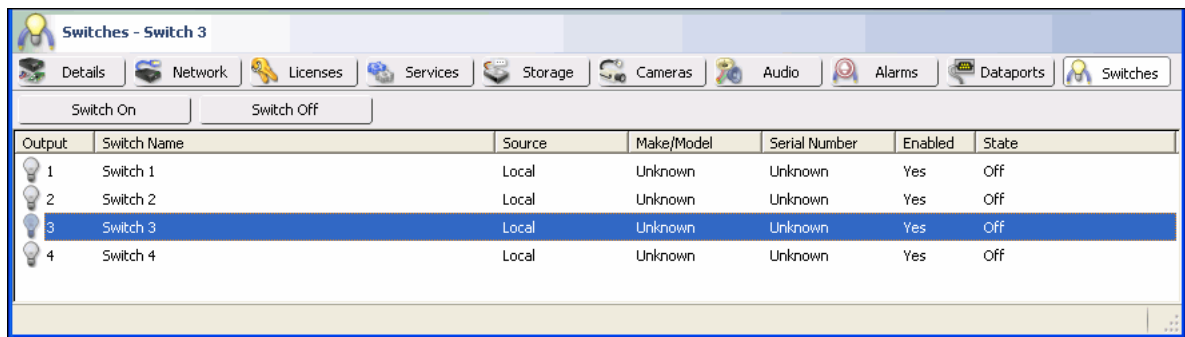 Switches - Switch 3
Details Network Licenses Services Storage Cameras Audio Alarms Dataports Switches
Switch On Switch Off
Output Switch Name Source Make/Model Serial Number Enabled State
1 Switch 1 Local Unknown Unknown Yes Off
2 Switch 2 Local Unknown Unknown Yes Off
3 Switch 3 Local Unknown Unknown Yes Off
4 Switch 4 Local Unknown Unknown Yes Off